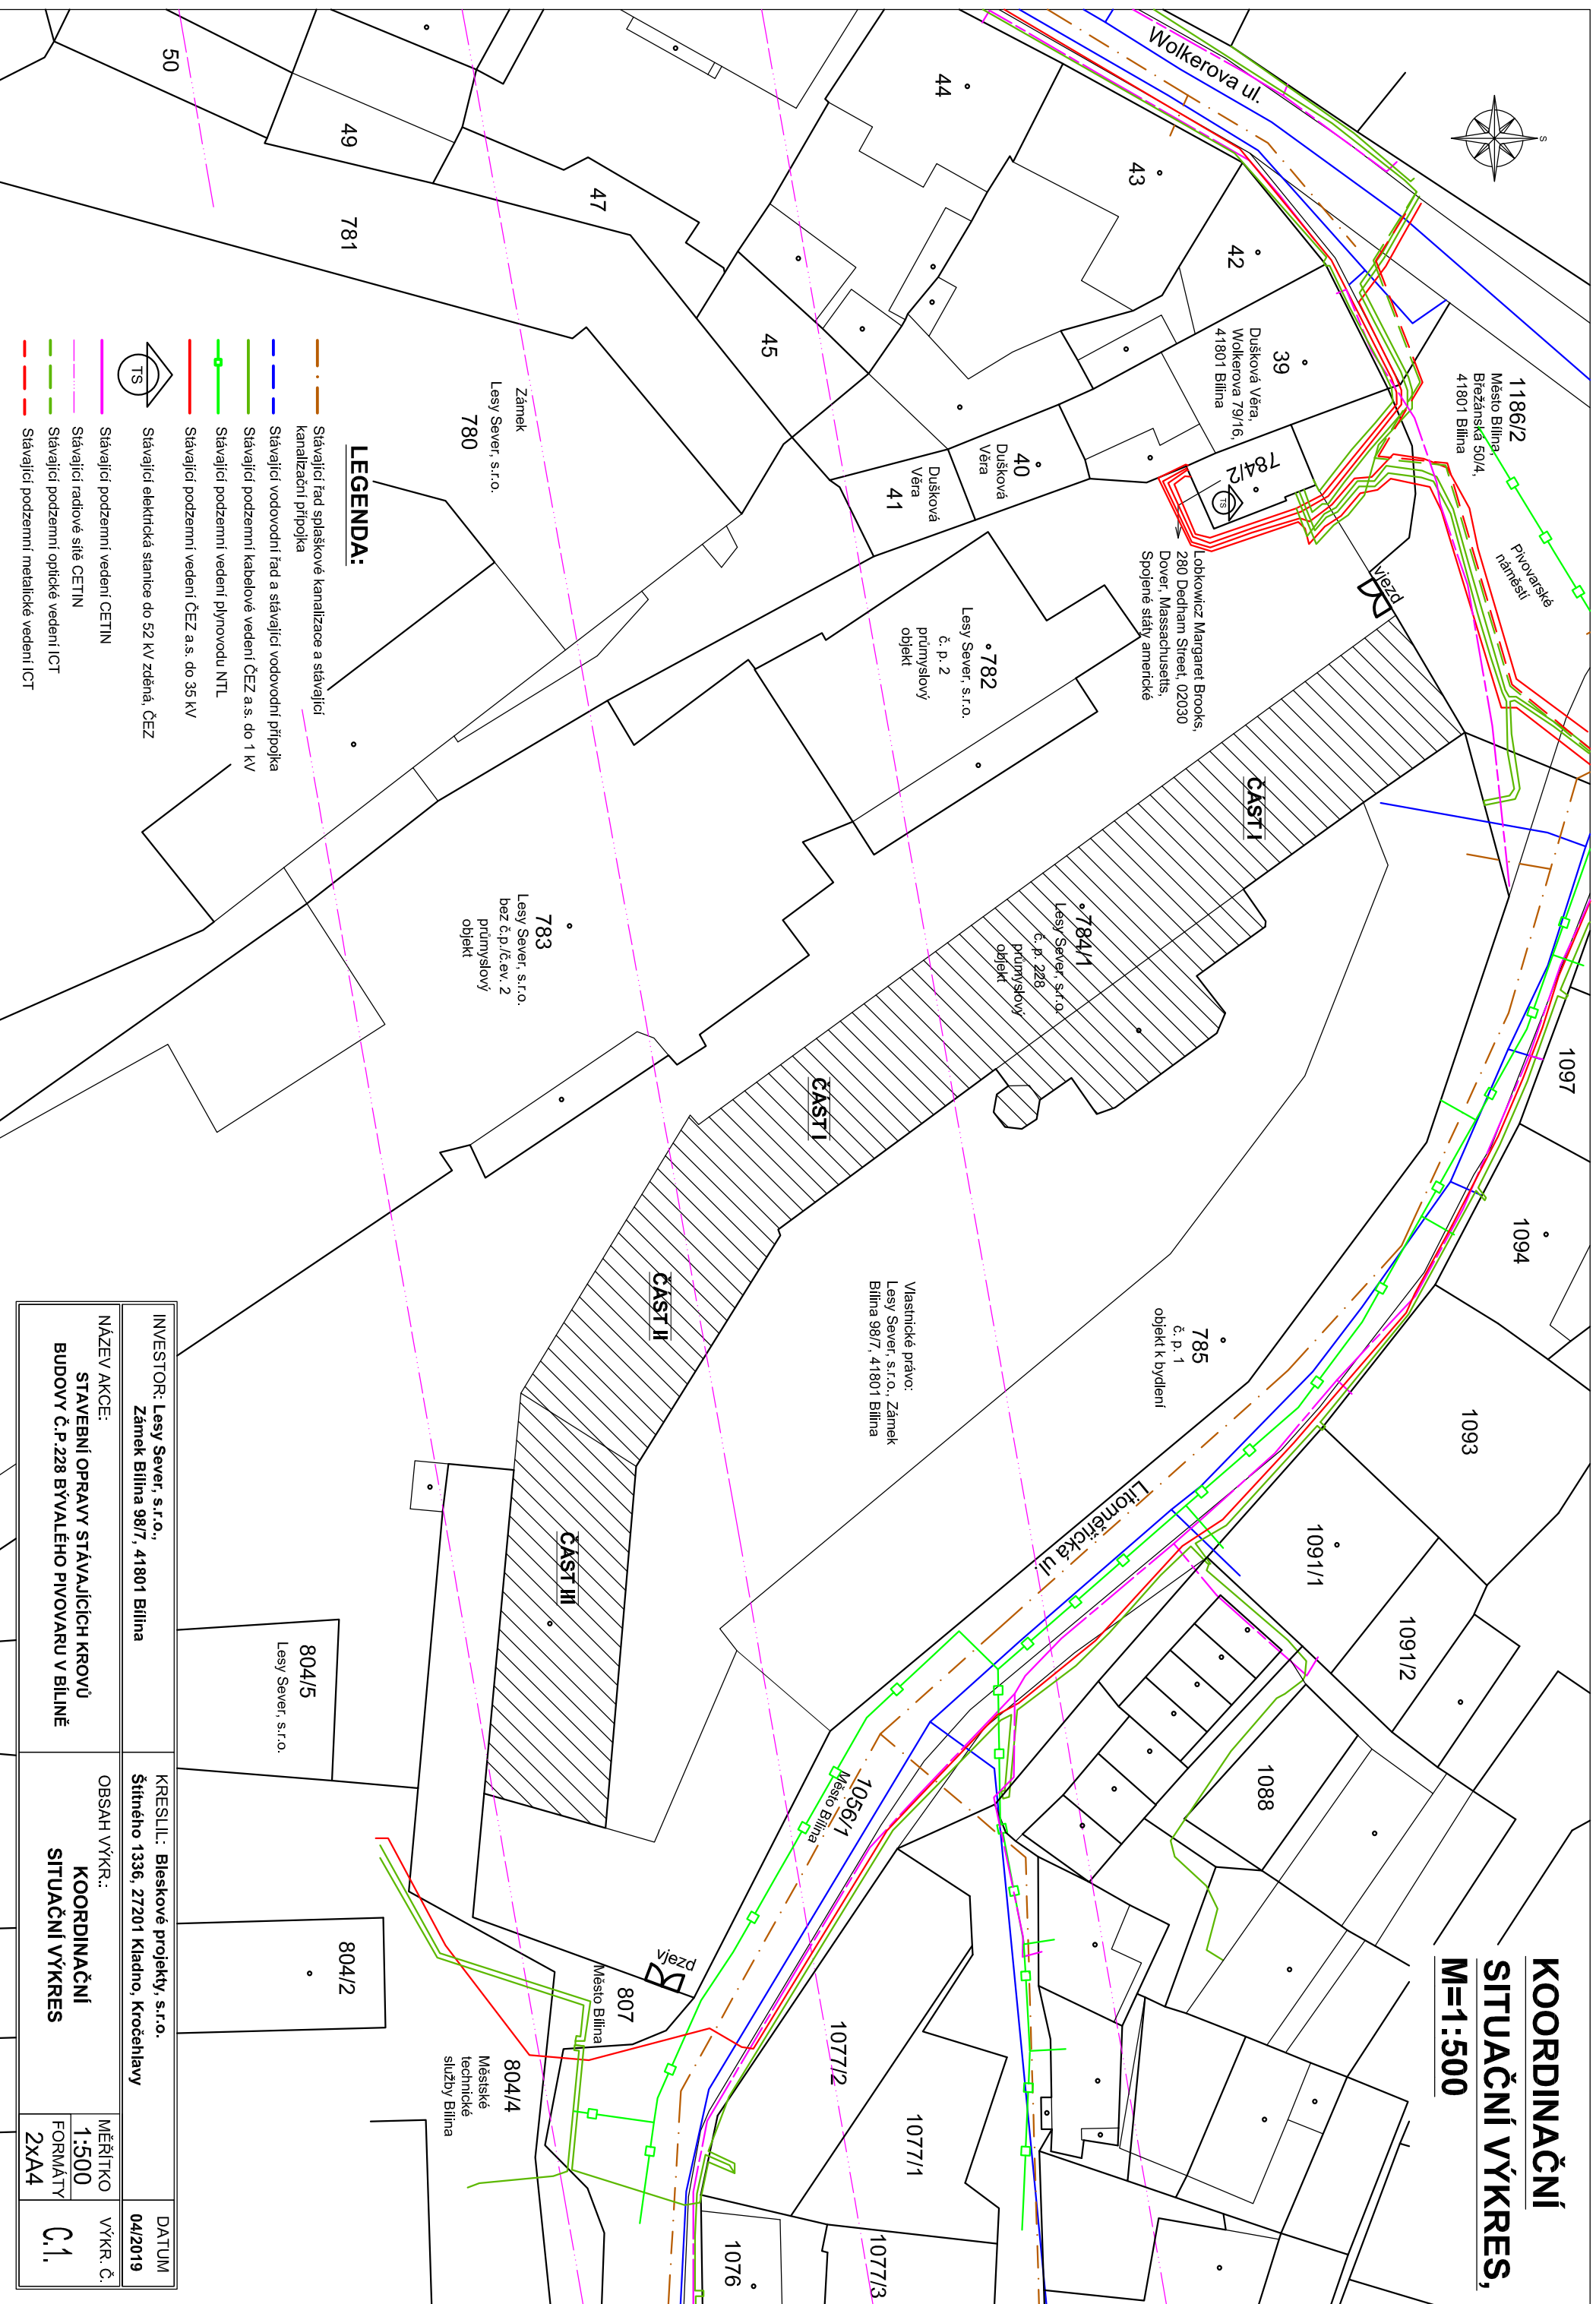 KOORDINAČNÍ
SITUAČNÍ VÝKRES,
M=1:500
S
Wolkerova ul.
1186/2
Město Bílina,
Břežánská 50/4,
41801 Bílina
Pivovarské
náměstí
vjezd
50
49
781
47
44
43
42
45
39
Dušková Věra,
Wolkerova 79/16,
41801 Bílina
40
Dušková
Věra
Dušková
Věra
41
784/2
TS
Lobkowicz Margaret Brooks,
280 Dedham Street, 02030
Dover, Massachusetts,
Spojené státy americké
Zámek
Lesy Sever, s.r.o.
780
782
Lesy Sever, s.r.o.
č. p. 2
průmyslový
objekt
783
Lesy Sever, s.r.o.
bez č.p./č.ev. 2
průmyslový
objekt
ČÁST I
784/1
Lesy Sever, s.r.o.
č. p. 228
průmyslový
objekt
ČÁST I
ČÁST II
ČÁST III
Vlastnické právo:
Lesy Sever, s.r.o., Zámek
Bílina 98/7, 41801 Bílina
785
č. p. 1
objekt k bydlení
Litoměřická ul.
1097
1094
1093
1091/1
1091/2
1088
1056/1
Město Bílina
1077/2
1077/1
1077/3
1076
vjezd
807
Město Bílina
804/4
Městské
technické
služby Bílina
804/5
Lesy Sever, s.r.o.
804/2
LEGENDA:
Stávající řad splaškové kanalizace a stávající
kanalizační přípojka
Stávající vodovodní řad a stávající vodovodní přípojka
Stávající podzemní kabelové vedení ČEZ a.s. do 1 kV
Stávající podzemní vedení plynovodu NTL
Stávající podzemní vedení ČEZ a.s. do 35 kV
TS
Stávající elektrická stanice do 52 kV zděná, ČEZ
Stávající podzemní vedení CETIN
Stávající radiové sítě CETIN
Stávající podzemní optické vedení ICT
Stávající podzemní metalické vedení ICT
INVESTOR: Lesy Sever, s.r.o.,
Zámek Bílina 98/7, 41801 Bílina
KRESLIL: Bleskové projekty, s.r.o.
Štítného 1336, 27201 Kladno, Kročehlavy
DATUM
04/2019
NÁZEV AKCE:
STAVEBNÍ OPRAVY STÁVAJÍCÍCH KROVŮ
BUDOVY Č.P.228 BÝVALÉHO PIVOVARU V BÍLINĚ
OBSAH VÝKR.:
KOORDINAČNÍ
SITUAČNÍ VÝKRES
MĚŘÍTKO
1:500
FORMÁTY
2xA4
VÝKR. Č.
C.1.